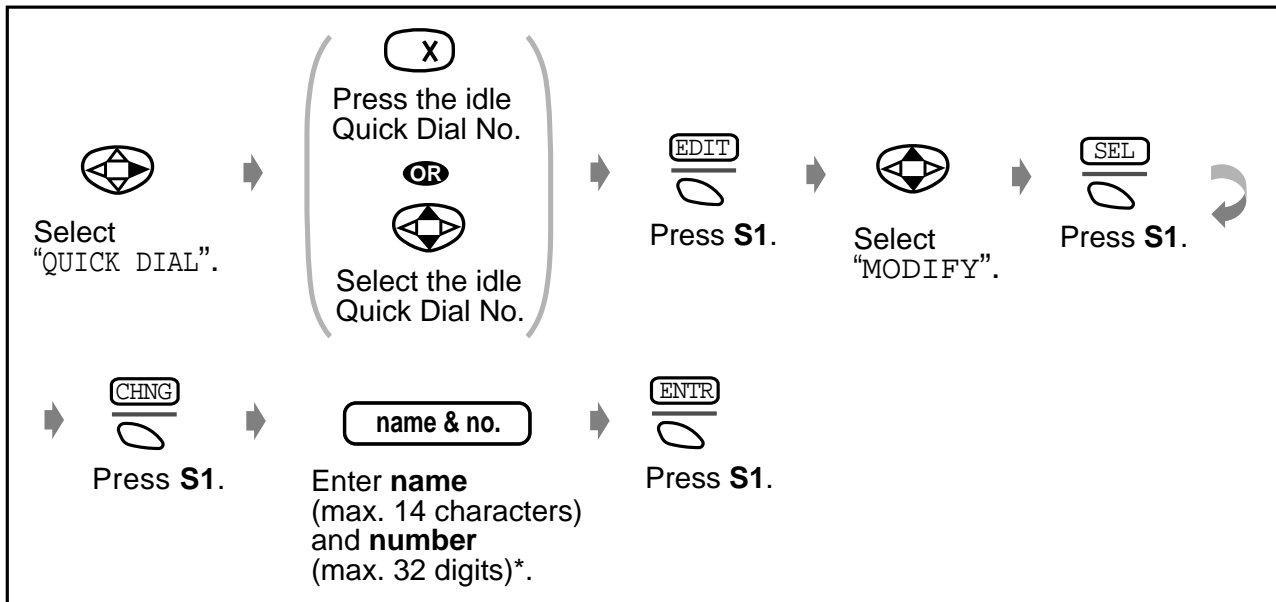 X
Press the idle
Quick Dial No.
OR
Select the idle
Quick Dial No.
Select
“QUICK DIAL”.
EDIT
Press S1.
Select
“MODIFY”.
SEL
Press S1.
CHNG
Press S1.
name & no.
Enter name
(max. 14 characters)
and number
(max. 32 digits)*.
ENTR
Press S1.